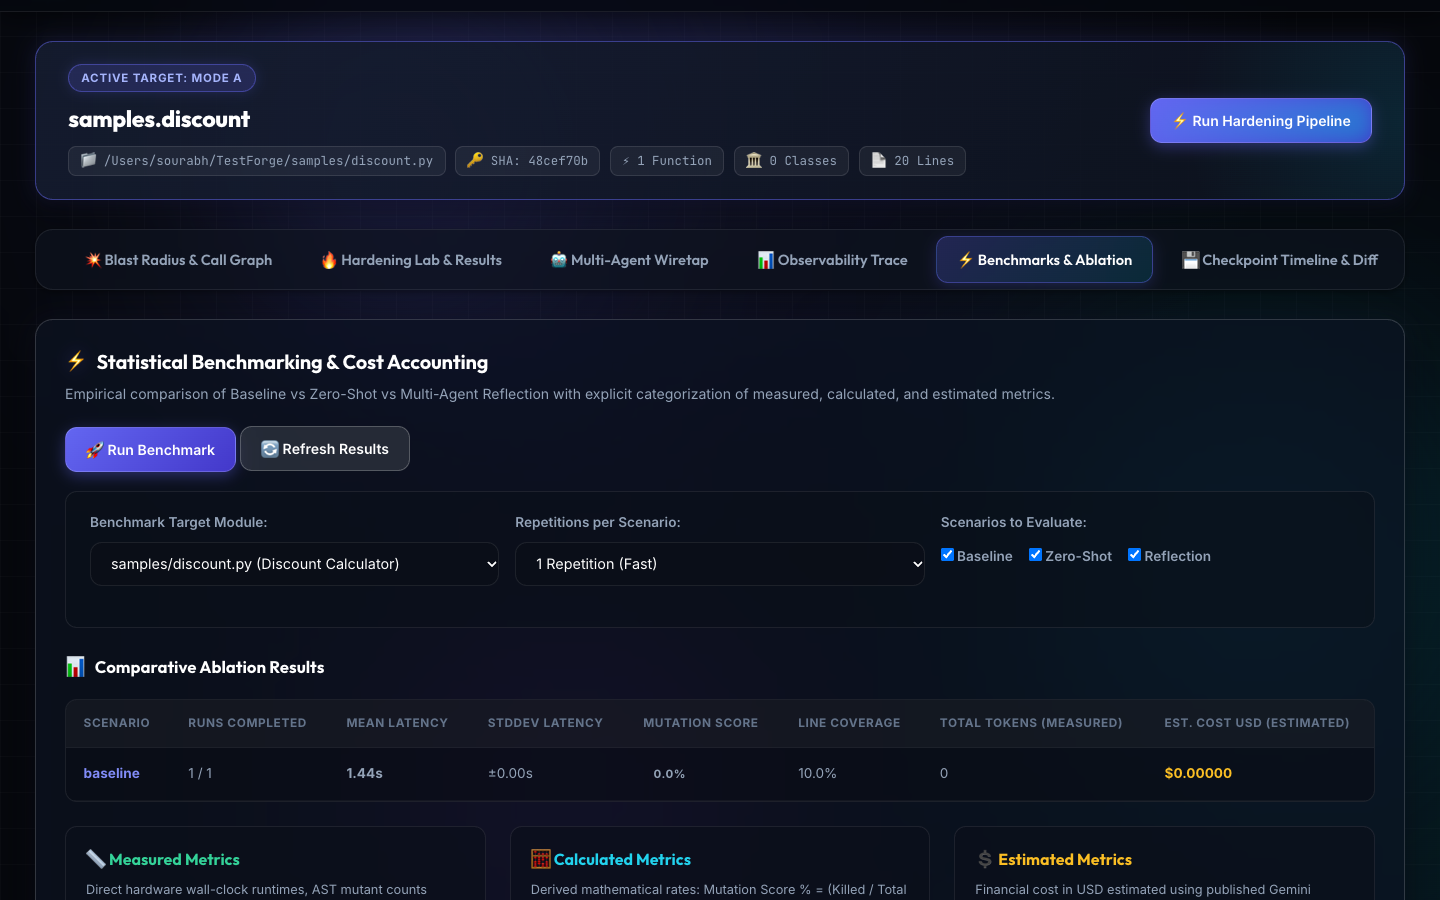 ACTIVE TARGET: MODE A
samples.discount
/Users/sourabh/TestForge/samples/discount.py
SHA: 48cef70b
1 Function
0 Classes
20 Lines
Run Hardening Pipeline
Blast Radius & Call Graph
Hardening Lab & Results
Multi-Agent Wiretap
Observability Trace
Benchmarks & Ablation
Checkpoint Timeline & Diff
Statistical Benchmarking & Cost Accounting
Empirical comparison of Baseline vs Zero-Shot vs Multi-Agent Reflection with explicit categorization of measured, calculated, and estimated metrics.
Run Benchmark
Refresh Results
Benchmark Target Module:
samples/discount.py (Discount Calculator)
Repetitions per Scenario:
1 Repetition (Fast)
Scenarios to Evaluate:
Baseline Zero-Shot Reflection
Comparative Ablation Results
SCENARIO RUNS COMPLETED MEAN LATENCY STDDEV LATENCY MUTATION SCORE LINE COVERAGE TOTAL TOKENS (MEASURED) EST. COST USD (ESTIMATED)
baseline 1 / 1 1.44s ±0.00s 0.0% 10.0% 0 $0.00000
Measured Metrics
Direct hardware wall-clock runtimes, AST mutant counts
Calculated Metrics
Derived mathematical rates: Mutation Score % = (Killed / Total
Estimated Metrics
Financial cost in USD estimated using published Gemini